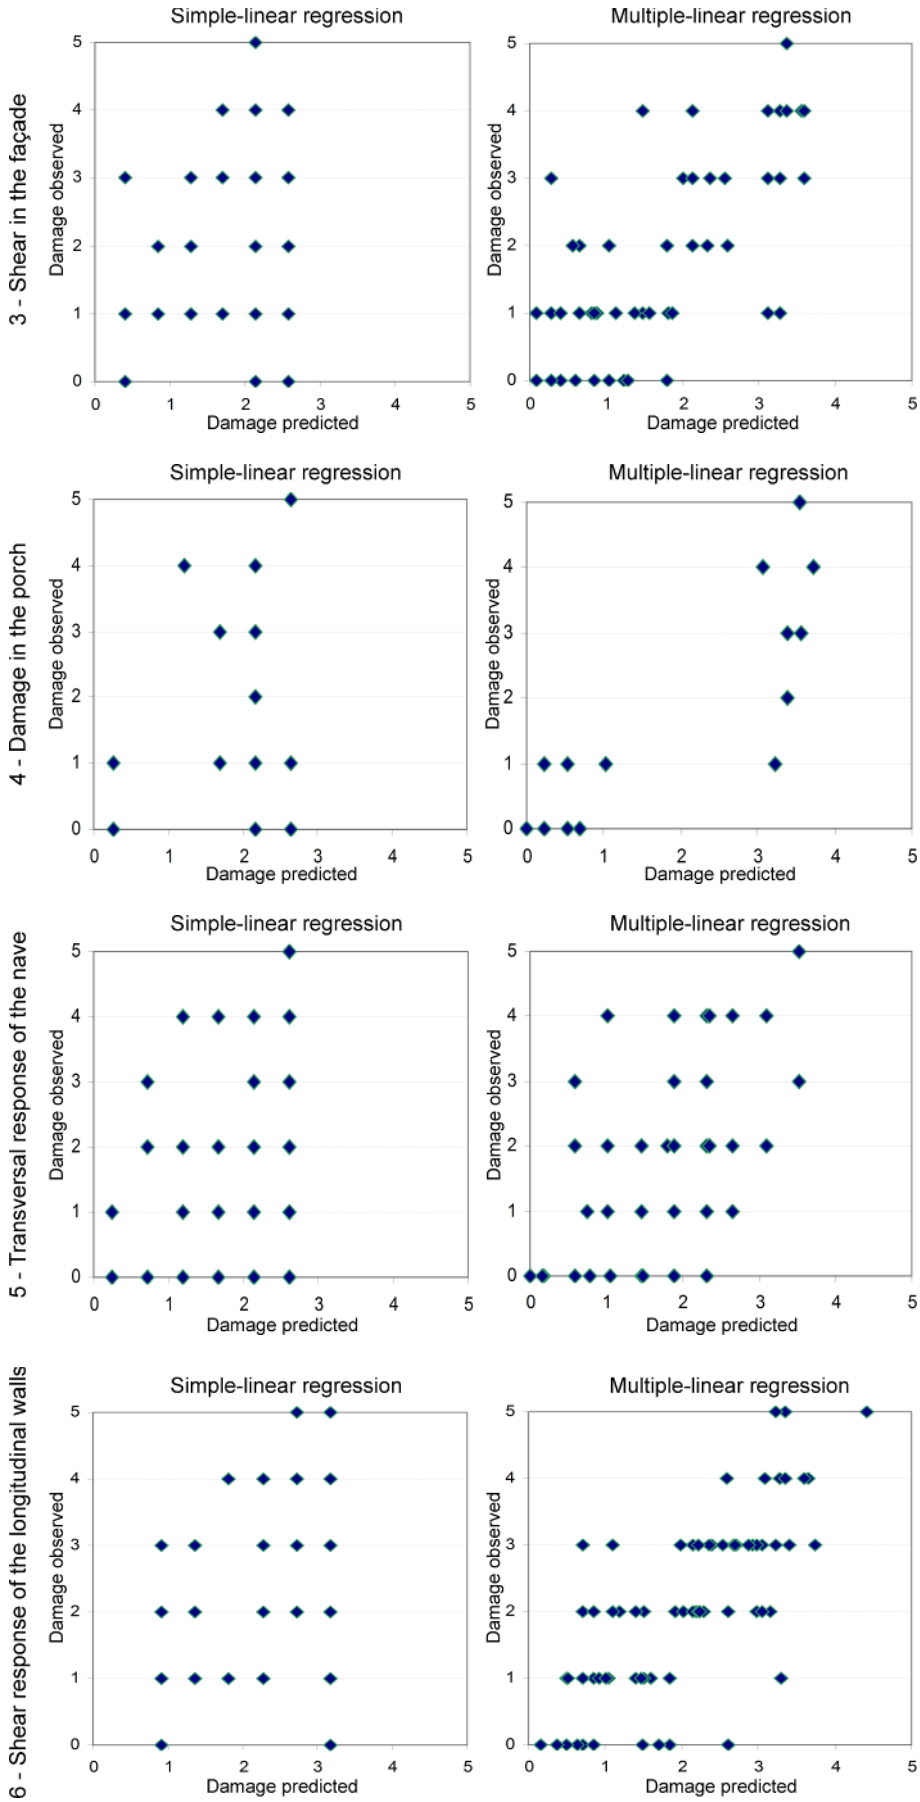 3 - Shear in the façade
Simple-linear regression
Damage observed
5
4
3
2
1
0
0 1 2 3 4 5
Damage predicted
Multiple-linear regression
Damage observed
5
4
3
2
1
0
0 1 2 3 4 5
Damage predicted
4 - Damage in the porch
Simple-linear regression
Damage observed
5
4
3
2
1
0
0 1 2 3 4 5
Damage predicted
Multiple-linear regression
Damage observed
5
4
3
2
1
0
0 1 2 3 4 5
Damage predicted
5 - Transversal response of the nave
Simple-linear regression
Damage observed
5
4
3
2
1
0
0 1 2 3 4 5
Damage predicted
Multiple-linear regression
Damage observed
5
4
3
2
1
0
0 1 2 3 4 5
Damage predicted
6 - Shear response of the longitudinal walls
Simple-linear regression
Damage observed
5
4
3
2
1
0
0 1 2 3 4 5
Damage predicted
Multiple-linear regression
Damage observed
5
4
3
2
1
0
0 1 2 3 4 5
Damage predicted